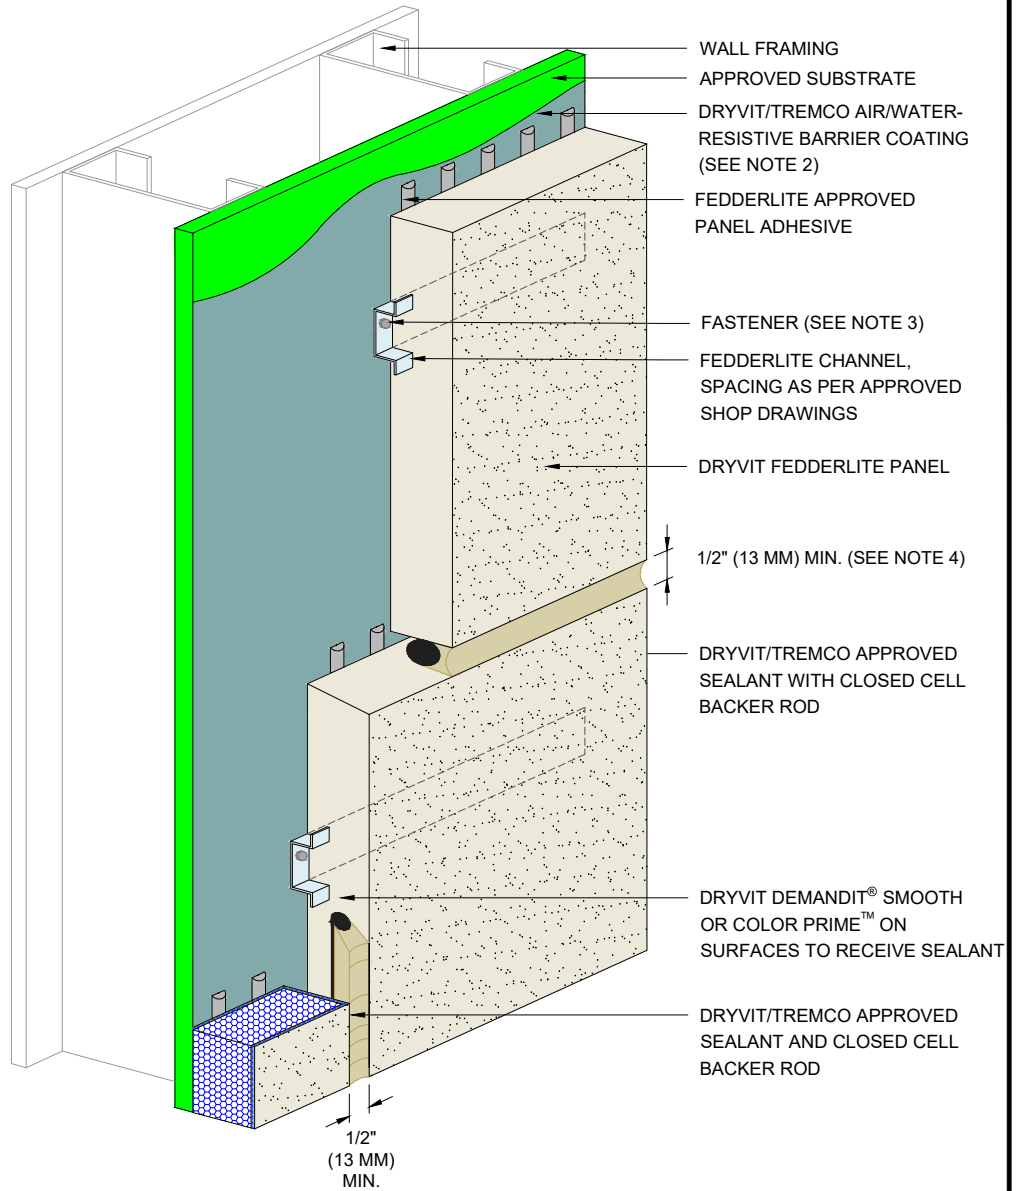 WALL FRAMING
APPROVED SUBSTRATE
DRYVIT/TREMCO AIR/WATER-
RESISTIVE BARRIER COATING
(SEE NOTE 2)
FEDDERLITE APPROVED
PANEL ADHESIVE
FASTENER (SEE NOTE 3)
FEDDERLITE CHANNEL,
SPACING AS PER APPROVED
SHOP DRAWINGS
DRYVIT FEDDERLITE PANEL
1/2" (13 MM) MIN. (SEE NOTE 4)
DRYVIT/TREMCO APPROVED
SEALANT WITH CLOSED CELL
BACKER ROD
DRYVIT DEMANDIT® SMOOTH
OR COLOR PRIME™ ON
SURFACES TO RECEIVE SEALANT
DRYVIT/TREMCO APPROVED
SEALANT AND CLOSED CELL
BACKER ROD
1/2"
(13 MM)
MIN.